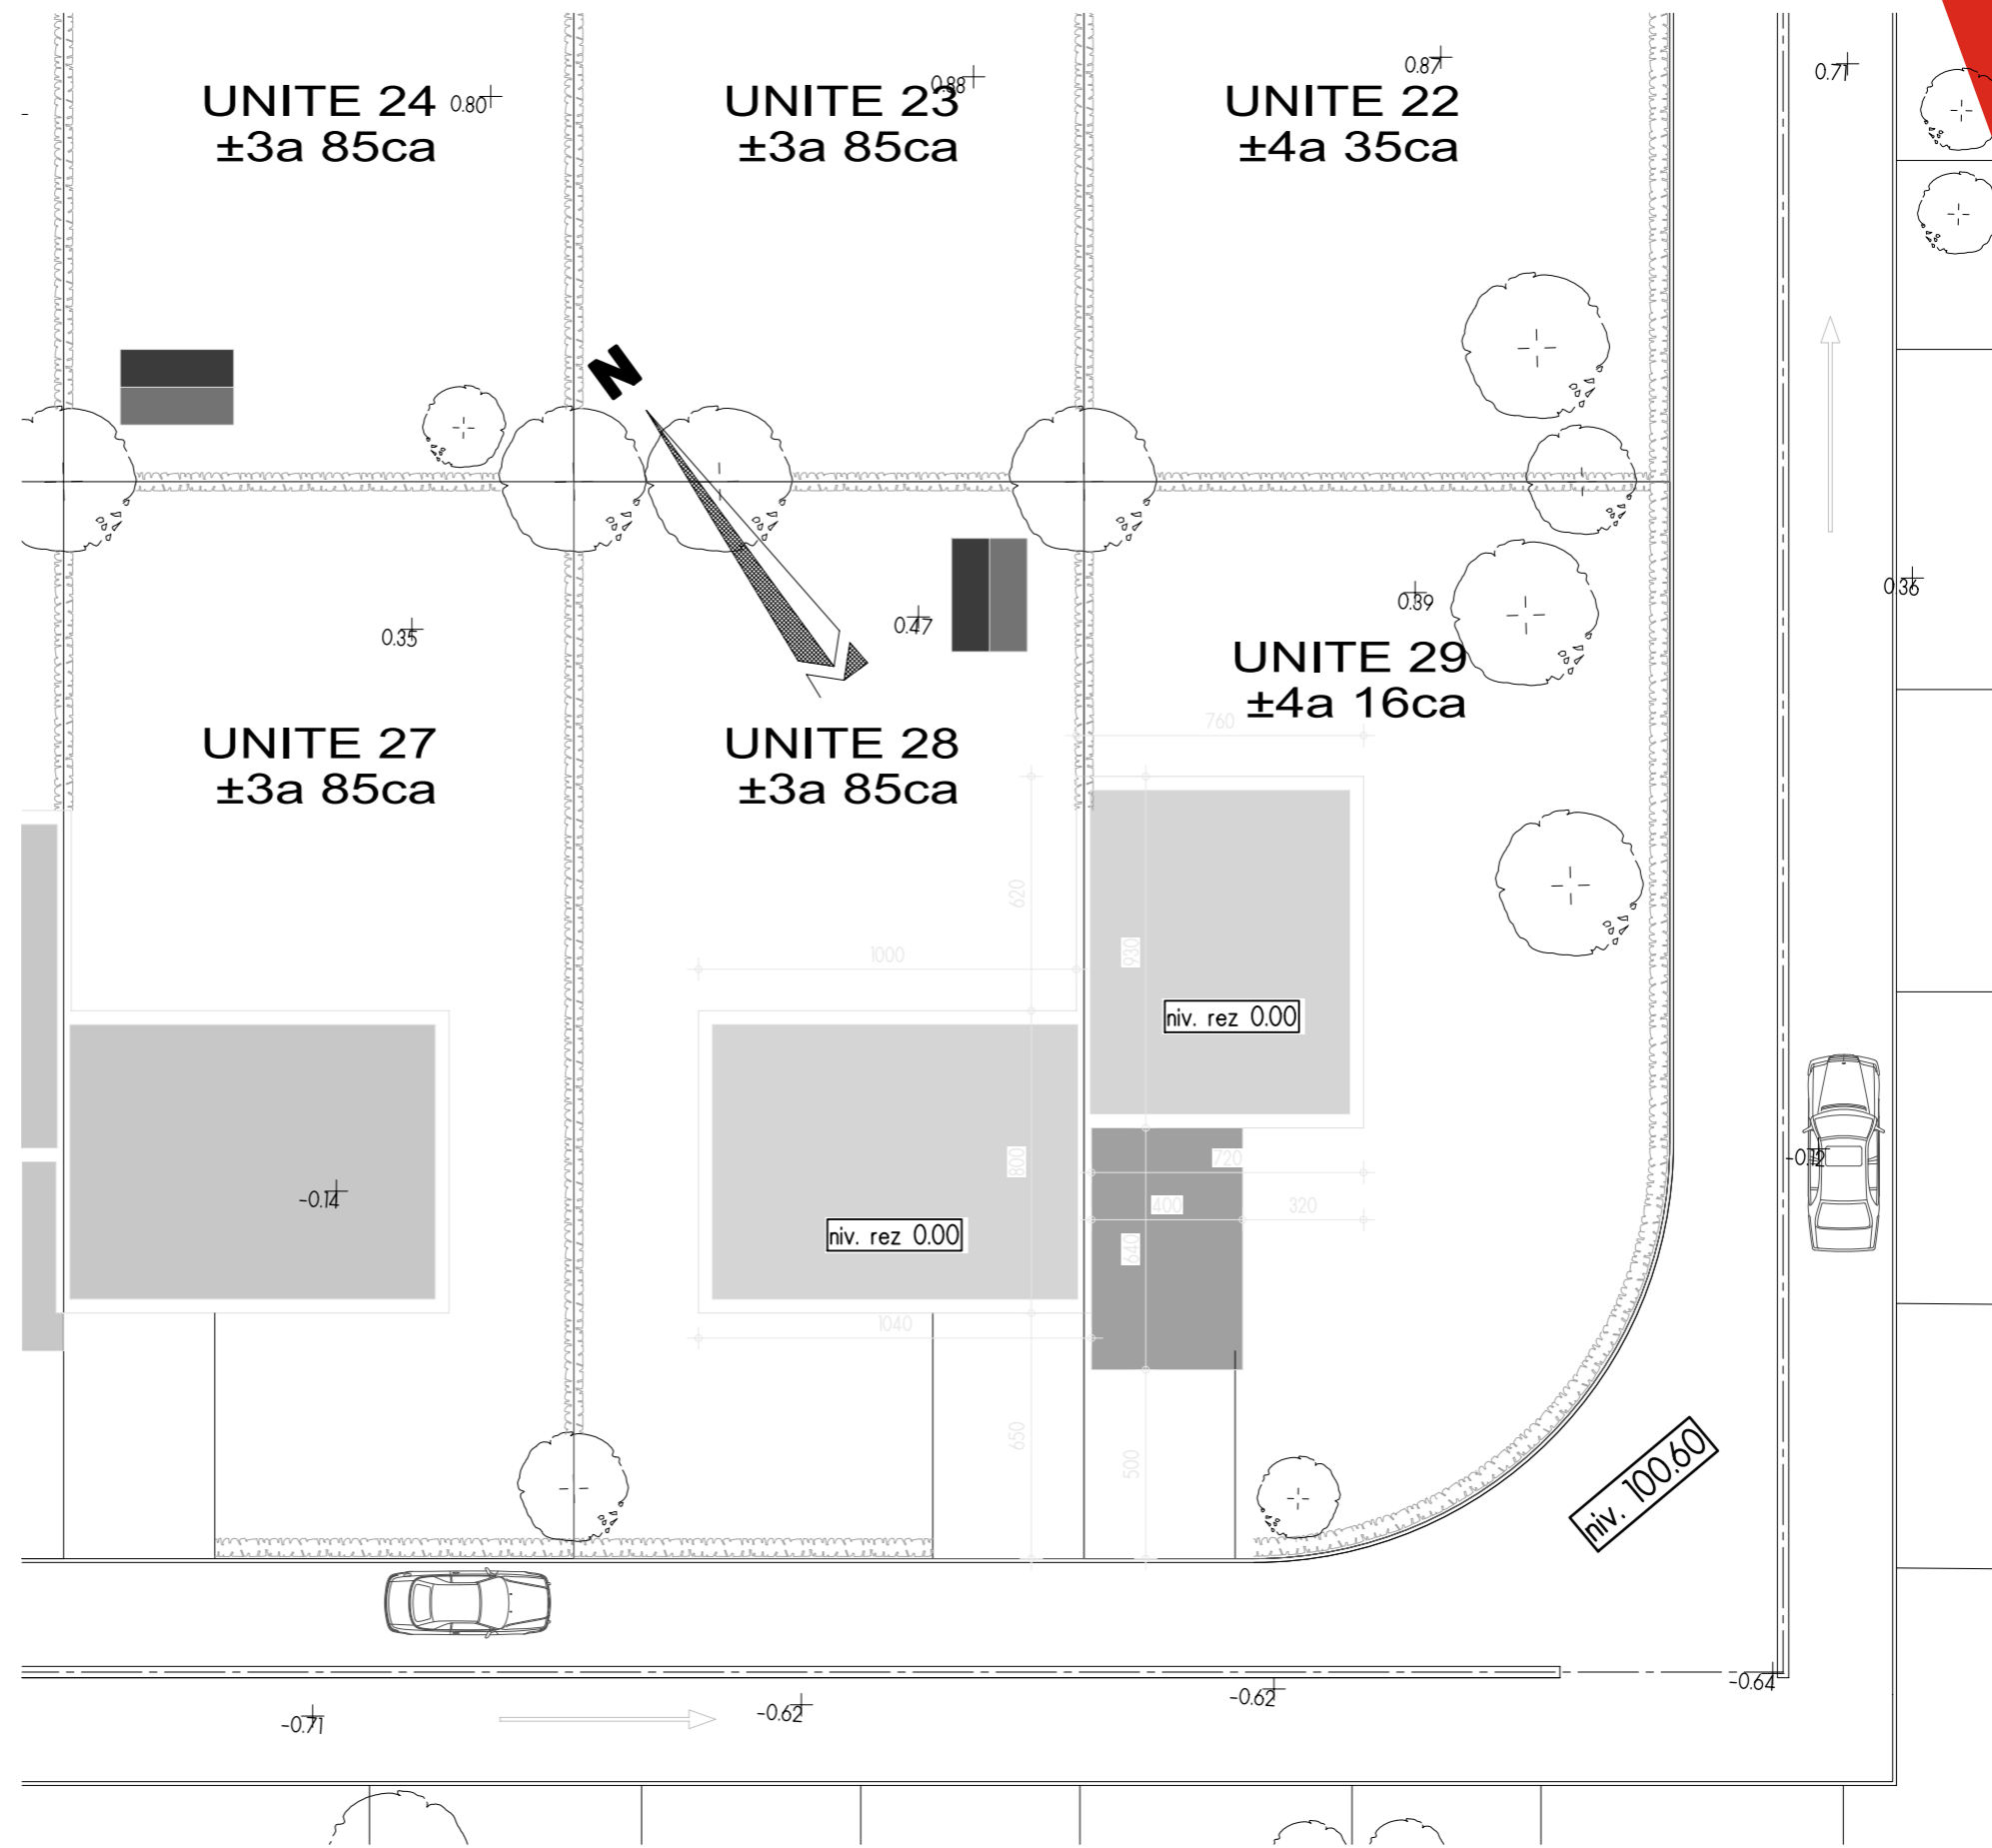 0.87
0.71
0.88
UNITE 24 0.80
UNITE 23
UNITE 22
±3a 85ca
±3a 85ca
±4a 35ca
N
0.36
0.39
0.47
0.35
UNITE 29
±4a 16ca
760
UNITE 27
UNITE 28
±3a 85ca
±3a 85ca
620
930
1000
niv. rez 0.00
-0.12
720
800
-0.14
400
320
niv. rez 0.00
640
1040
650
500
niv. 100.60
-0.64
-0.62
-0.62
-0.71